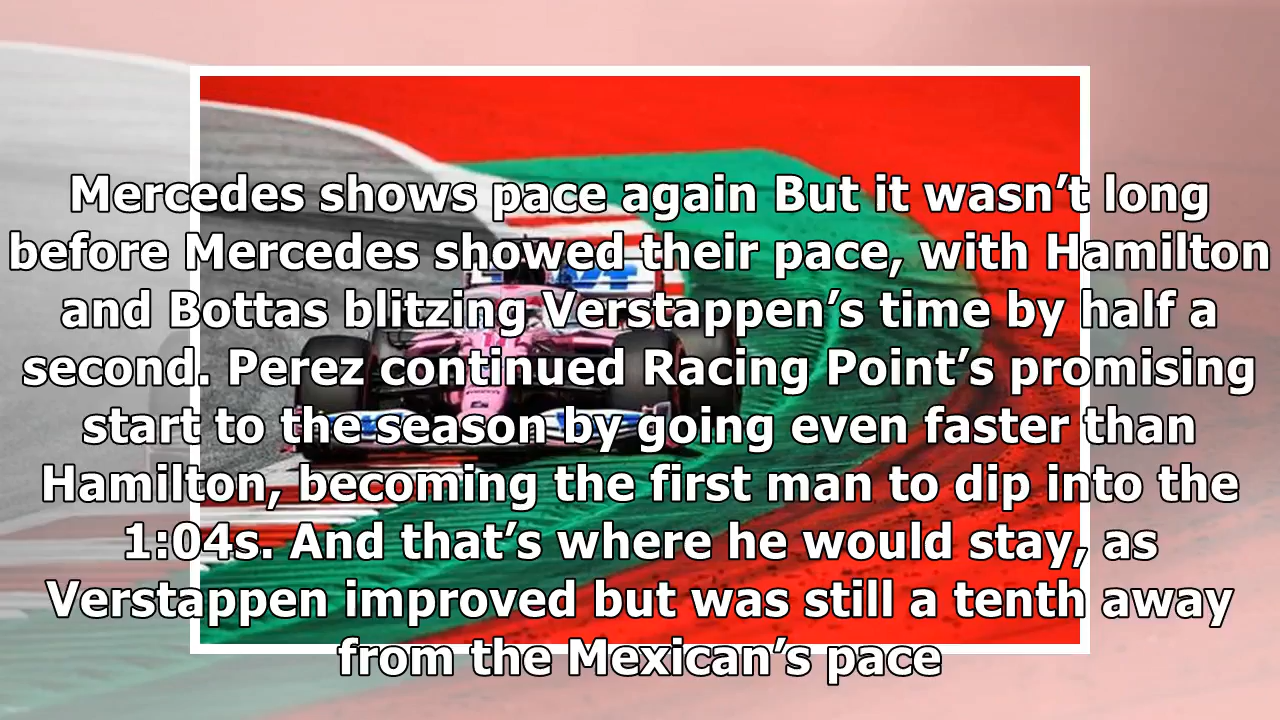 Mercedes shows pace again But it wasn’t long
before Mercedes showed their pace, with Hamilton
and Bottas blitzing Verstappen’s time by half a
second. Perez continued Racing Point’s promising
start to the season by going even faster than
Hamilton, becoming the first man to dip into the
1:04s. And that’s where he would stay, as
Verstappen improved but was still a tenth away
from the Mexican’s pace